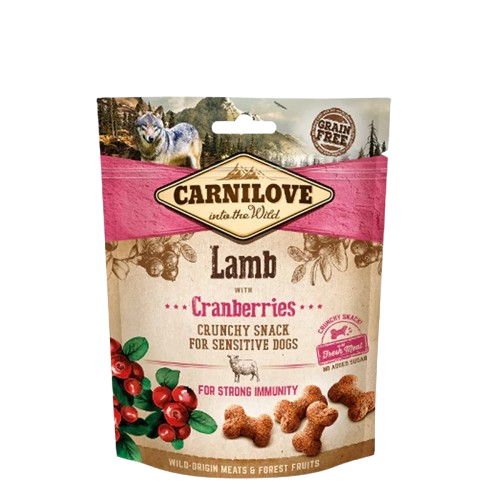 GRAIN
FREE
CARNILOVE
into the Wild
Lamb
WITH
Cranberries
CRUNCHY SNACK
FOR SENSITIVE DOGS
CRUNCHY SNACK!
Fresh Meat
NO ADDED SUGAR
FOR STRONG IMMUNITY
WILD-ORIGIN MEATS & FOREST FRUITS